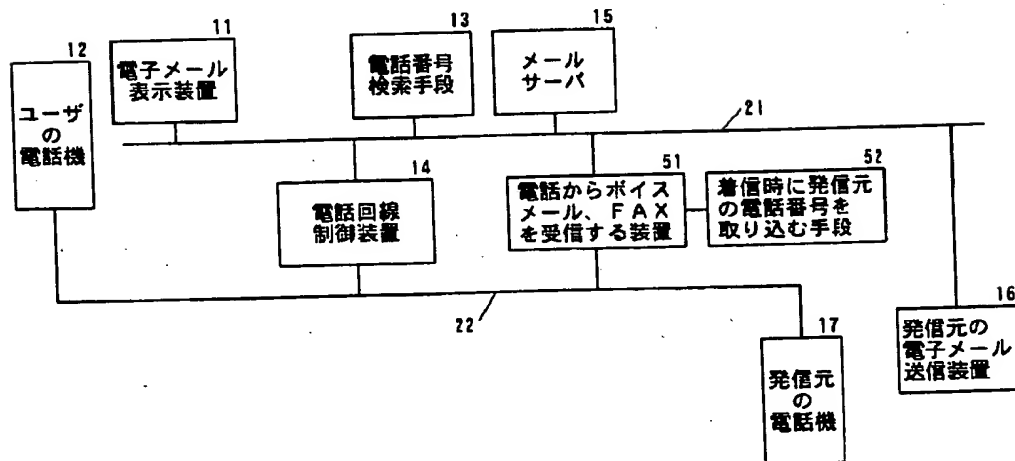 12
ユーザ
の
電話機
11
電子メール
表示装置
13
電話番号
検索手段
15
メール
サーバ
21
14
電話回線
制御装置
51
電話からボイス
メール、FAX
を受信する装置
52
着信時に発信元
の電話番号を
取り込む手段
22
17
発信元
の
電話機
16
発信元の
電子メール
送信装置